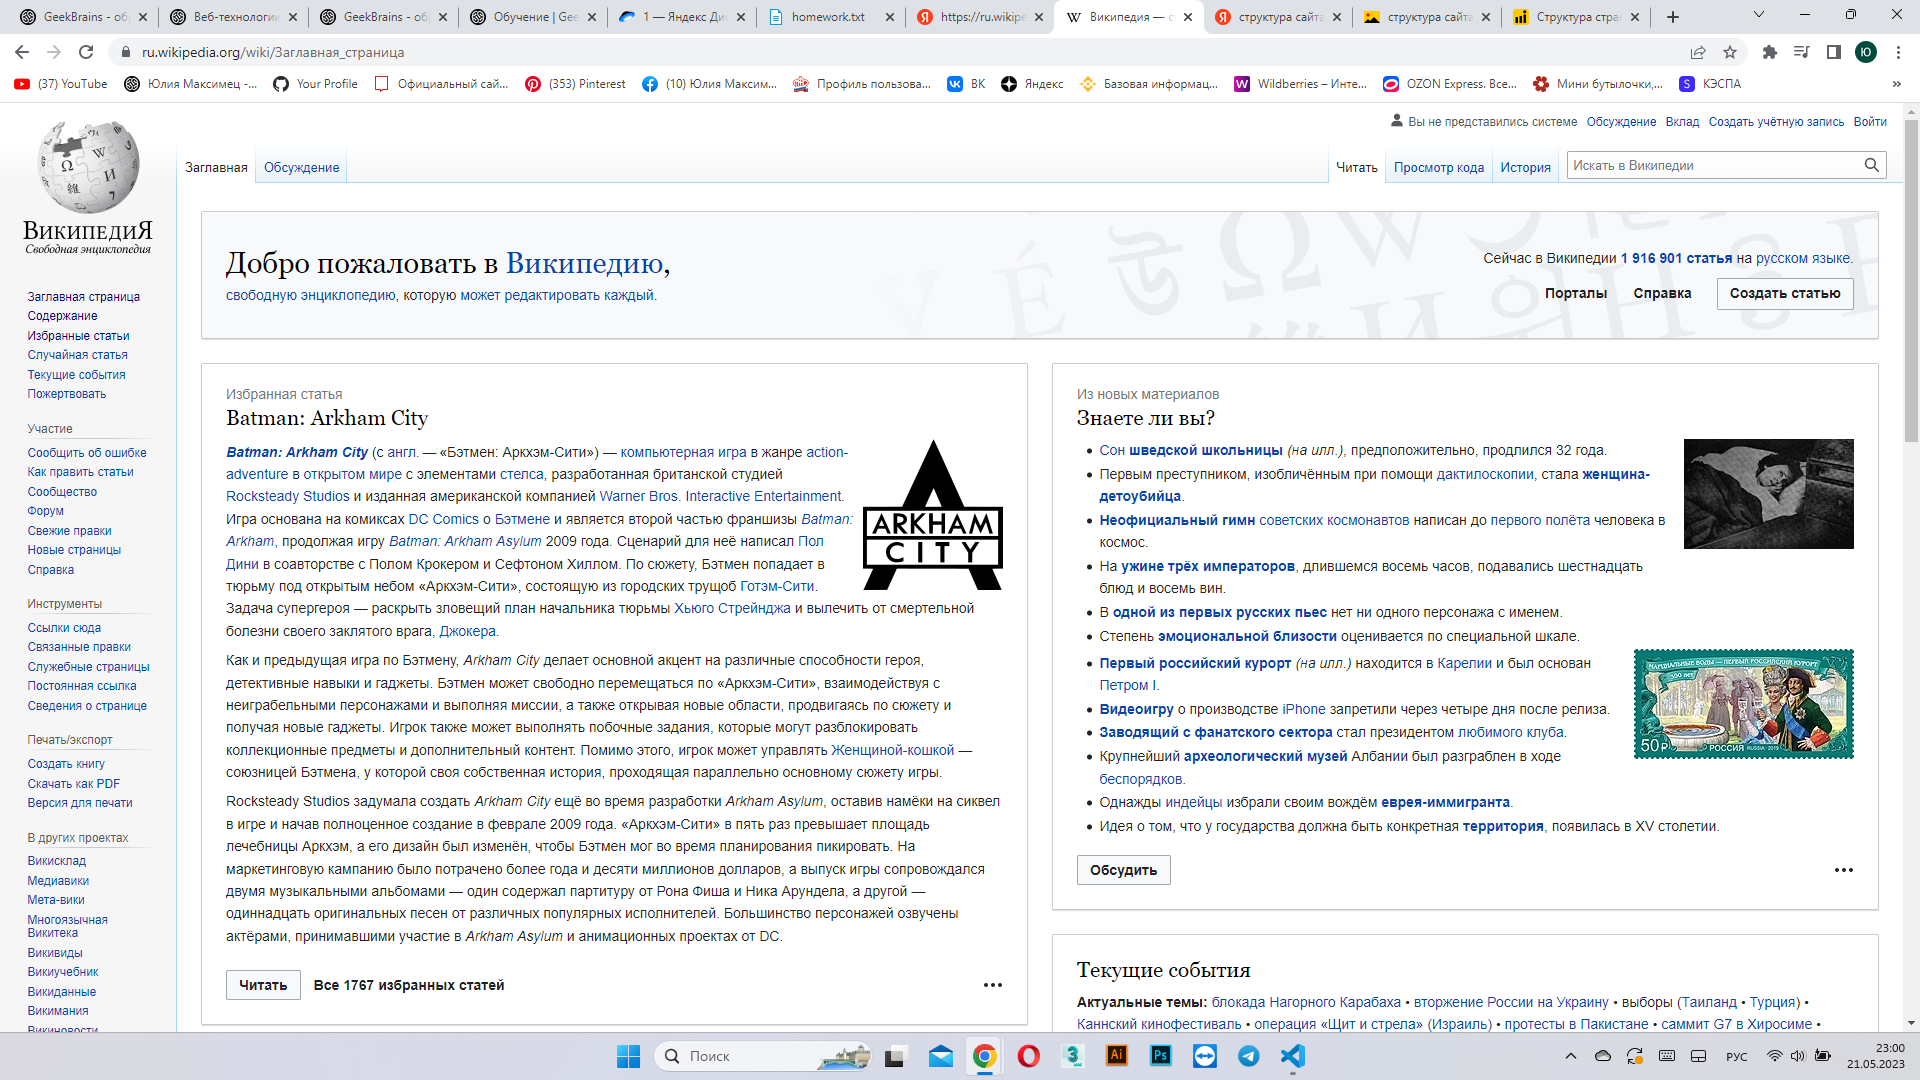 GeekBrains - об
Веб-технологии
GeekBrains - об
Обучение | Gee
1 — Яндекс Дис
homework.txt
https://ru.wikipe
Википедия — с
структура сайта
структура сайта
Структура стра
ru.wikipedia.org/wiki/Заглавная_страница
Ю
(37) YouTube
Юлия Максимец -...
Your Profile
Официальный сай...
(353) Pinterest
(10) Юлия Максим...
Профиль пользова...
ВК
Яндекс
Базовая информац...
Wildberries – Инте...
OZON Express. Все...
Мини бутылочки,...
КЭСПА
»
Вы не представились системе Обсуждение Вклад Создать учётную запись Войти
Заглавная Обсуждение
Читать Просмотр кода История
Искать в Википедии
ВикипедиЯ
Свободная энциклопедия
Заглавная страница
Содержание
Избранные статьи
Случайная статья
Текущие события
Пожертвовать
Участие
Сообщить об ошибке
Как править статьи
Сообщество
Форум
Свежие правки
Новые страницы
Справка
Инструменты
Ссылки сюда
Связанные правки
Служебные страницы
Постоянная ссылка
Сведения о странице
Печать/экспорт
Создать книгу
Скачать как PDF
Версия для печати
В других проектах
Викисклад
Медиавики
Мета-вики
Многоязычная
Викитека
Викивиды
Викиучебник
Викиданные
Викимания
Викиновости
Добро пожаловать в Википедию,
свободную энциклопедию, которую может редактировать каждый.
Сейчас в Википедии 1 916 901 статья на русском языке.
Порталы Справка Создать статью
Избранная статья
Batman: Arkham City
Batman: Arkham City (с англ. — «Бэтмен: Аркхэм-Сити») — компьютерная игра в жанре action-
adventure в открытом мире с элементами стелса, разработанная британской студией
Rocksteady Studios и изданная американской компанией Warner Bros. Interactive Entertainment.
Игра основана на комиксах DC Comics о Бэтмене и является второй частью франшизы Batman:
Arkham, продолжая игру Batman: Arkham Asylum 2009 года. Сценарий для неё написал Пол
Дини в соавторстве с Полом Крокером и Сефтоном Хиллом. По сюжету, Бэтмен попадает в
тюрьму под открытым небом «Аркхэм-Сити», состоящую из городских трущоб Готэм-Сити.
Задача супергероя — раскрыть зловещий план начальника тюрьмы Хьюго Стрейнджа и вылечить от смертельной
болезни своего заклятого врага, Джокера.
ARKHAM
CITY
Как и предыдущая игра по Бэтмену, Arkham City делает основной акцент на различные способности героя,
детективные навыки и гаджеты. Бэтмен может свободно перемещаться по «Аркхэм-Сити», взаимодействуя с
неиграбельными персонажами и выполняя миссии, а также открывая новые области, продвигаясь по сюжету и
получая новые гаджеты. Игрок также может выполнять побочные задания, которые могут разблокировать
коллекционные предметы и дополнительный контент. Помимо этого, игрок может управлять Женщиной-кошкой —
союзницей Бэтмена, у которой своя собственная история, проходящая параллельно основному сюжету игры.
Rocksteady Studios задумала создать Arkham City ещё во время разработки Arkham Asylum, оставив намёки на сиквел
в игре и начав полноценное создание в феврале 2009 года. «Аркхэм-Сити» в пять раз превышает площадь
лечебницы Аркхэм, а его дизайн был изменён, чтобы Бэтмен мог во время планирования пикировать. На
маркетинговую кампанию было потрачено более года и десяти миллионов долларов, а выпуск игры сопровождался
двумя музыкальными альбомами — один содержал партитуру от Рона Фиша и Ника Арундела, а другой —
одиннадцать оригинальных песен от различных популярных исполнителей. Большинство персонажей озвучены
актёрами, принимавшими участие в Arkham Asylum и анимационных проектах от DC.
Читать Все 1767 избранных статей
Из новых материалов
Знаете ли вы?
• Сон шведской школьницы (на илл.), предположительно, продлился 32 года.
• Первым преступником, изобличённым при помощи дактилоскопии, стала женщина-
детоубийца.
• Неофициальный гимн советских космонавтов написан до первого полёта человека в
космос.
• На ужине трёх императоров, длившемся восемь часов, подавались шестнадцать
блюд и восемь вин.
• В одной из первых русских пьес нет ни одного персонажа с именем.
• Степень эмоциональной близости оценивается по специальной шкале.
• Первый российский курорт (на илл.) находится в Карелии и был основан
Петром I.
• Видеоигру о производстве iPhone запретили через четыре дня после релиза.
• Заводящий с фанатского сектора стал президентом любимого клуба.
• Крупнейший археологический музей Албании был разграблен в ходе
беспорядков.
• Однажды индейцы избрали своим вождём еврея-иммигранта.
• Идея о том, что у государства должна быть конкретная территория, появилась в XV столетии.
МАРЦИАЛЬНЫЕ ВОДЫ — ПЕРВЫЙ РОССИЙСКИЙ КУРОРТ
300 ЛЕТ
50₽ РОССИЯ RUSSIA · 2019
Обсудить
Текущие события
Актуальные темы: блокада Нагорного Карабаха • вторжение России на Украину • выборы (Таиланд • Турция) •
Каннский кинофестиваль • операция «Щит и стрела» (Израиль) • протесты в Пакистане • саммит G7 в Хиросиме •
Поиск
РУС
23:00
21.05.2023